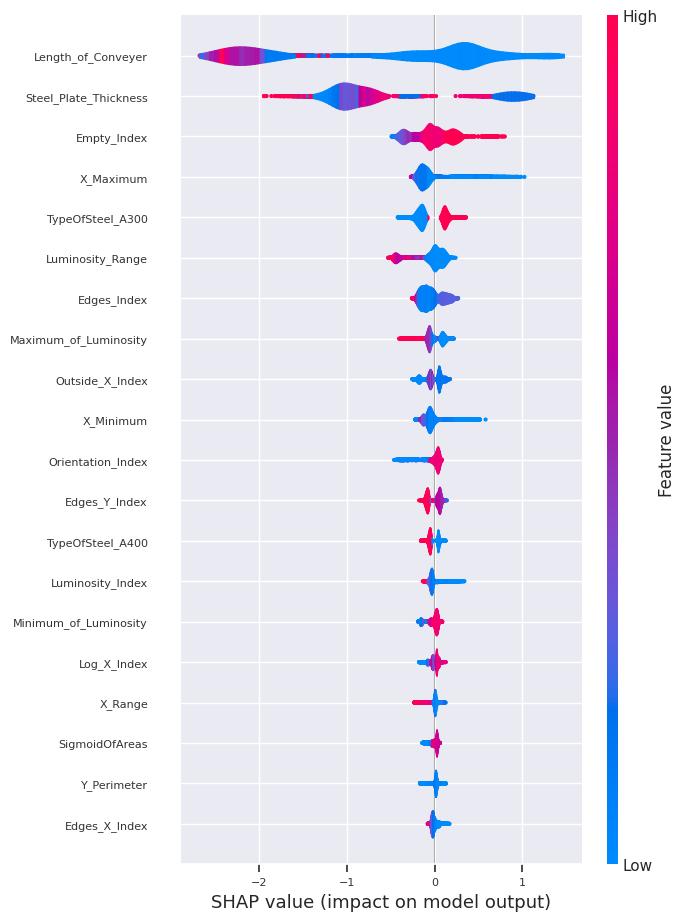 High
Length_of_Conveyer
Steel_Plate_Thickness
Empty_Index
X_Maximum
TypeOfSteel_A300
Luminosity_Range
Edges_Index
Maximum_of_Luminosity
Outside_X_Index
X_Minimum
Orientation_Index
Edges_Y_Index
TypeOfSteel_A400
Luminosity_Index
Minimum_of_Luminosity
Log_X_Index
X_Range
SigmoidOfAreas
Y_Perimeter
Edges_X_Index
Feature value
Low
−2 −1 0 1
SHAP value (impact on model output)